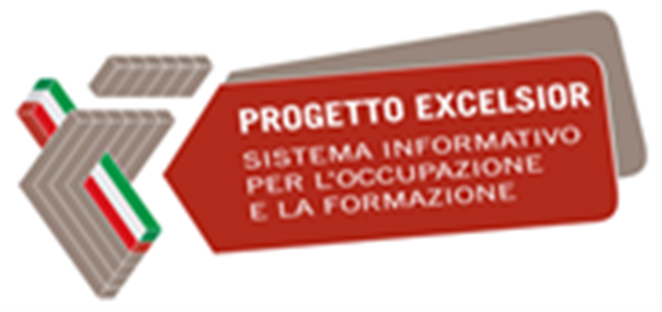 PROGETTO EXCELSIOR
SISTEMA INFORMATIVO
PER L'OCCUPAZIONE
E LA FORMAZIONE